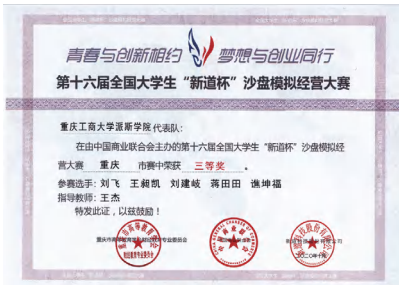 青春与创新相约 梦想与创业同行
第十六届全国大学生“新道杯”沙盘模拟经营大赛
重庆工商大学派斯学院代表队：
在由中国商业联合会主办的第十六届全国大学生“新道杯”沙盘模拟经
营大赛 重庆 市赛中荣获 三等奖 。
参赛选手：刘飞 王昶凯 刘建岐 蒋田田 谯坤福
指导教师：王杰
特发此证，以兹鼓励！